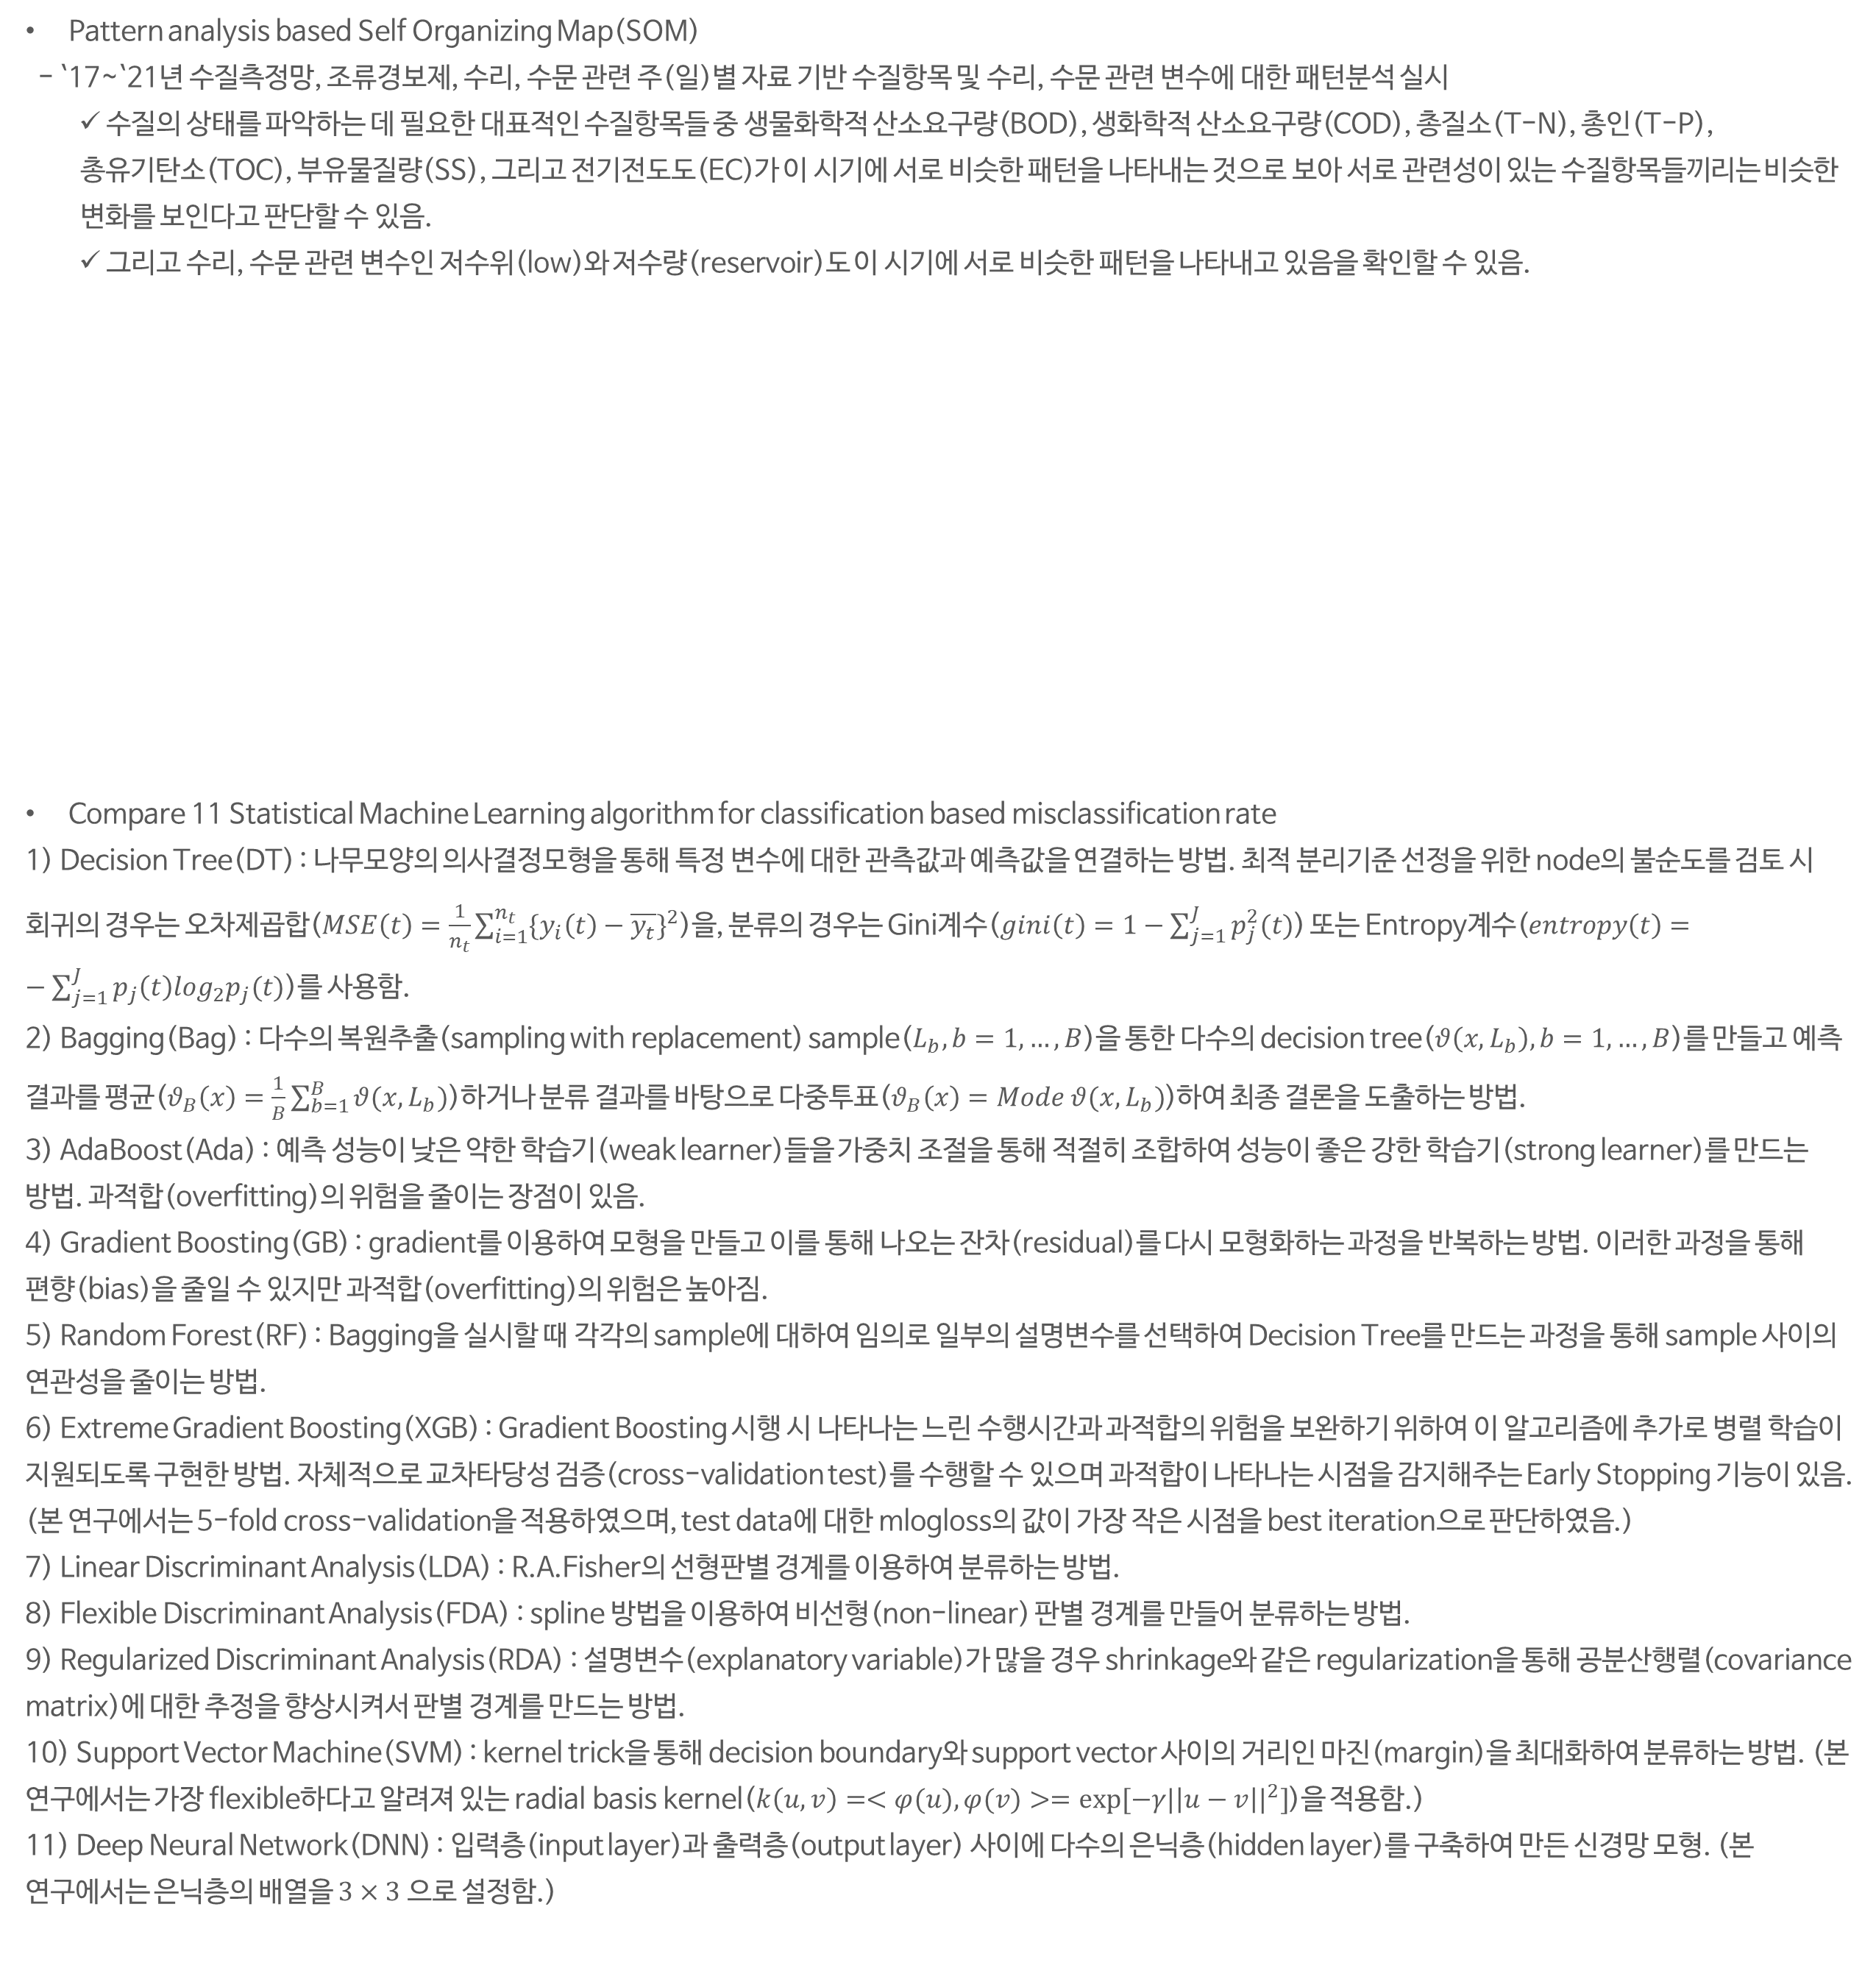 • Pattern analysis based Self Organizing Map(SOM)
- `17~`21년 수질측정망, 조류경보제, 수리, 수문 관련 주(일)별 자료 기반 수질항목 및 수리, 수문 관련 변수에 대한 패턴분석 실시
✓ 수질의 상태를 파악하는 데 필요한 대표적인 수질항목들 중 생물화학적 산소요구량(BOD), 생화학적 산소요구량(COD), 총질소(T-N), 총인(T-P),
총유기탄소(TOC), 부유물질량(SS), 그리고 전기전도도(EC)가 이 시기에 서로 비슷한 패턴을 나타내는 것으로 보아 서로 관련성이 있는 수질항목들끼리는 비슷한
변화를 보인다고 판단할 수 있음.
✓ 그리고 수리, 수문 관련 변수인 저수위(low)와 저수량(reservoir)도 이 시기에 서로 비슷한 패턴을 나타내고 있음을 확인할 수 있음.
• Compare 11 Statistical Machine Learning algorithm for classification based misclassification rate
1) Decision Tree(DT) : 나무모양의 의사결정모형을 통해 특정 변수에 대한 관측값과 예측값을 연결하는 방법. 최적 분리기준 선정을 위한 node의 불순도를 검토 시
회귀의 경우는 오차제곱합($MSE(t) = \frac{1}{n_t}\sum_{i=1}^{n_t}\{y_i(t) - \overline{y_t}\}^2$)을, 분류의 경우는 Gini계수($gini(t) = 1 - \sum_{j=1}^{J} p_j^2(t)$) 또는 Entropy계수($entropy(t) =$
$-\sum_{j=1}^{J} p_j(t)log_2p_j(t)$)를 사용함.
2) Bagging(Bag) : 다수의 복원추출(sampling with replacement) sample($L_b, b = 1, …, B$)을 통한 다수의 decision tree($\vartheta(x, L_b), b = 1, …, B$)를 만들고 예측
결과를 평균($\vartheta_B(x) = \frac{1}{B}\sum_{b=1}^{B} \vartheta(x, L_b)$)하거나 분류 결과를 바탕으로 다중투표($\vartheta_B(x) = Mode\ \vartheta(x, L_b)$)하여 최종 결론을 도출하는 방법.
3) AdaBoost(Ada) : 예측 성능이 낮은 약한 학습기(weak learner)들을 가중치 조절을 통해 적절히 조합하여 성능이 좋은 강한 학습기(strong learner)를 만드는
방법. 과적합(overfitting)의 위험을 줄이는 장점이 있음.
4) Gradient Boosting(GB) : gradient를 이용하여 모형을 만들고 이를 통해 나오는 잔차(residual)를 다시 모형화하는 과정을 반복하는 방법. 이러한 과정을 통해
편향(bias)을 줄일 수 있지만 과적합(overfitting)의 위험은 높아짐.
5) Random Forest(RF) : Bagging을 실시할 때 각각의 sample에 대하여 임의로 일부의 설명변수를 선택하여 Decision Tree를 만드는 과정을 통해 sample 사이의
연관성을 줄이는 방법.
6) Extreme Gradient Boosting(XGB) : Gradient Boosting 시행 시 나타나는 느린 수행시간과 과적합의 위험을 보완하기 위하여 이 알고리즘에 추가로 병렬 학습이
지원되도록 구현한 방법. 자체적으로 교차타당성 검증(cross-validation test)를 수행할 수 있으며 과적합이 나타나는 시점을 감지해주는 Early Stopping 기능이 있음.
(본 연구에서는 5-fold cross-validation을 적용하였으며, test data에 대한 mlogloss의 값이 가장 작은 시점을 best iteration으로 판단하였음.)
7) Linear Discriminant Analysis(LDA) : R.A.Fisher의 선형판별 경계를 이용하여 분류하는 방법.
8) Flexible Discriminant Analysis(FDA) : spline 방법을 이용하여 비선형(non-linear) 판별 경계를 만들어 분류하는 방법.
9) Regularized Discriminant Analysis(RDA) : 설명변수(explanatory variable)가 많을 경우 shrinkage와 같은 regularization을 통해 공분산행렬(covariance
matrix)에 대한 추정을 향상시켜서 판별 경계를 만드는 방법.
10) Support Vector Machine(SVM) : kernel trick을 통해 decision boundary와 support vector 사이의 거리인 마진(margin)을 최대화하여 분류하는 방법. (본
연구에서는 가장 flexible하다고 알려져 있는 radial basis kernel($k(u, v) =< \varphi(u), \varphi(v) >= \exp[-\gamma||u - v||^2]$)을 적용함.)
11) Deep Neural Network(DNN) : 입력층(input layer)과 출력층(output layer) 사이에 다수의 은닉층(hidden layer)를 구축하여 만든 신경망 모형. (본
연구에서는 은닉층의 배열을 3 × 3 으로 설정함.)